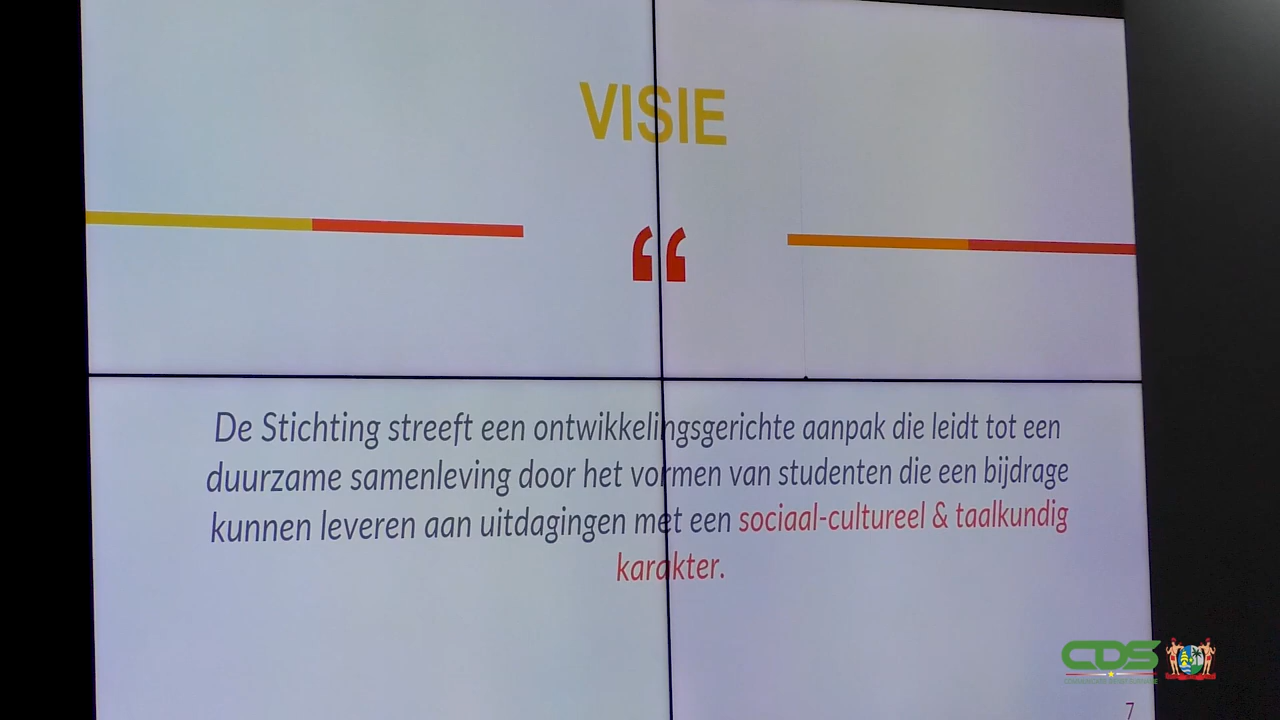 VISIE
“
De Stichting streeft een ontwikkelingsgerichte aanpak die leidt tot een
duurzame samenleving door het vormen van studenten die een bijdrage
kunnen leveren aan uitdagingen met een sociaal-cultureel & taalkundig
karakter.
CDS
7